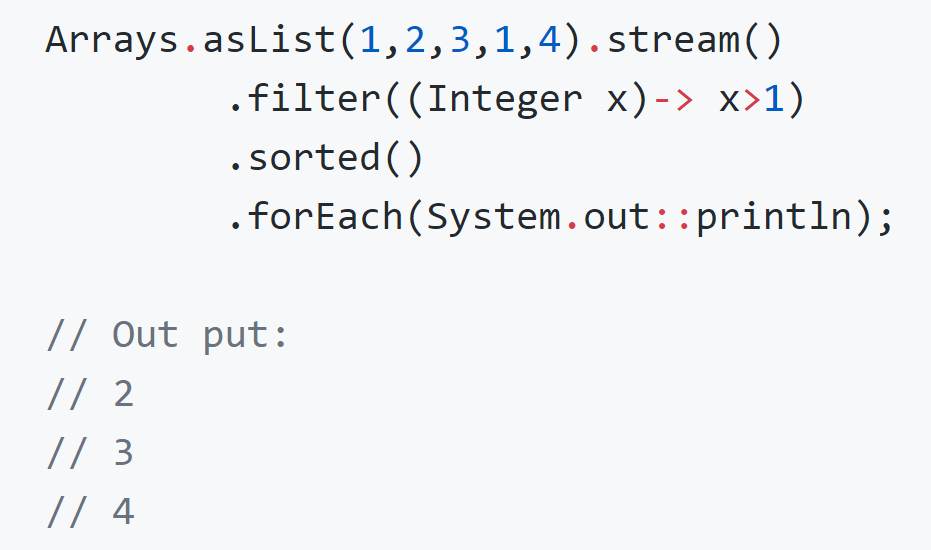 Arrays.asList(1,2,3,1,4).stream()
.filter((Integer x)-> x>1)
.sorted()
.forEach(System.out::println);
// Out put:
// 2
// 3
// 4